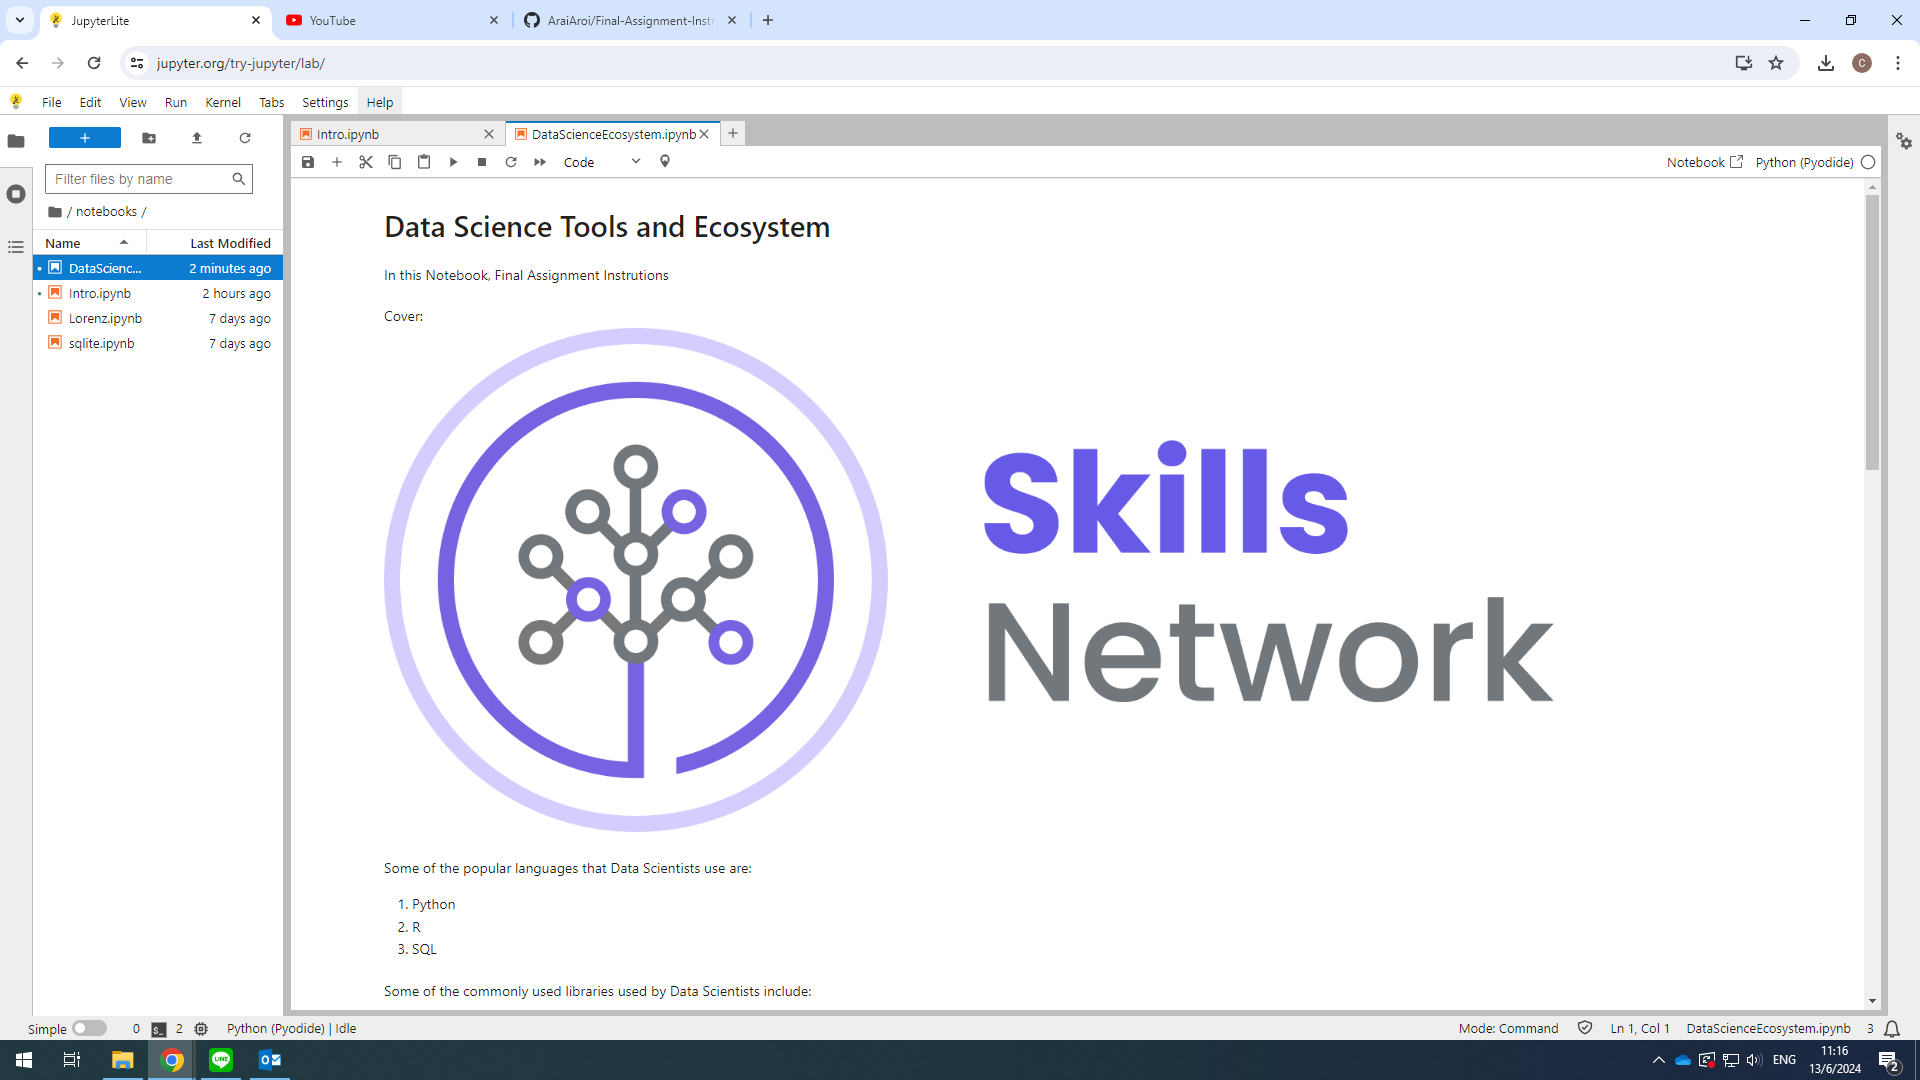 JupyterLite
YouTube
AraiAroi/Final-Assignment-Instr
jupyter.org/try-jupyter/lab/
C
File Edit View Run Kernel Tabs Settings Help
Intro.ipynb
DataScienceEcosystem.ipynb
Code
Notebook
Python (Pyodide)
Filter files by name
/ notebooks /
Name Last Modified
DataScienc... 2 minutes ago
Intro.ipynb 2 hours ago
Lorenz.ipynb 7 days ago
sqlite.ipynb 7 days ago
Data Science Tools and Ecosystem
In this Notebook, Final Assignment Instrutions
Cover:
Skills
Network
Some of the popular languages that Data Scientists use are:
1. Python
2. R
3. SQL
Some of the commonly used libraries used by Data Scientists include:
Simple 0 $_ 2 Python (Pyodide) | Idle
Mode: Command Ln 1, Col 1 DataScienceEcosystem.ipynb 3
LINE
ENG
11:16
13/6/2024
2